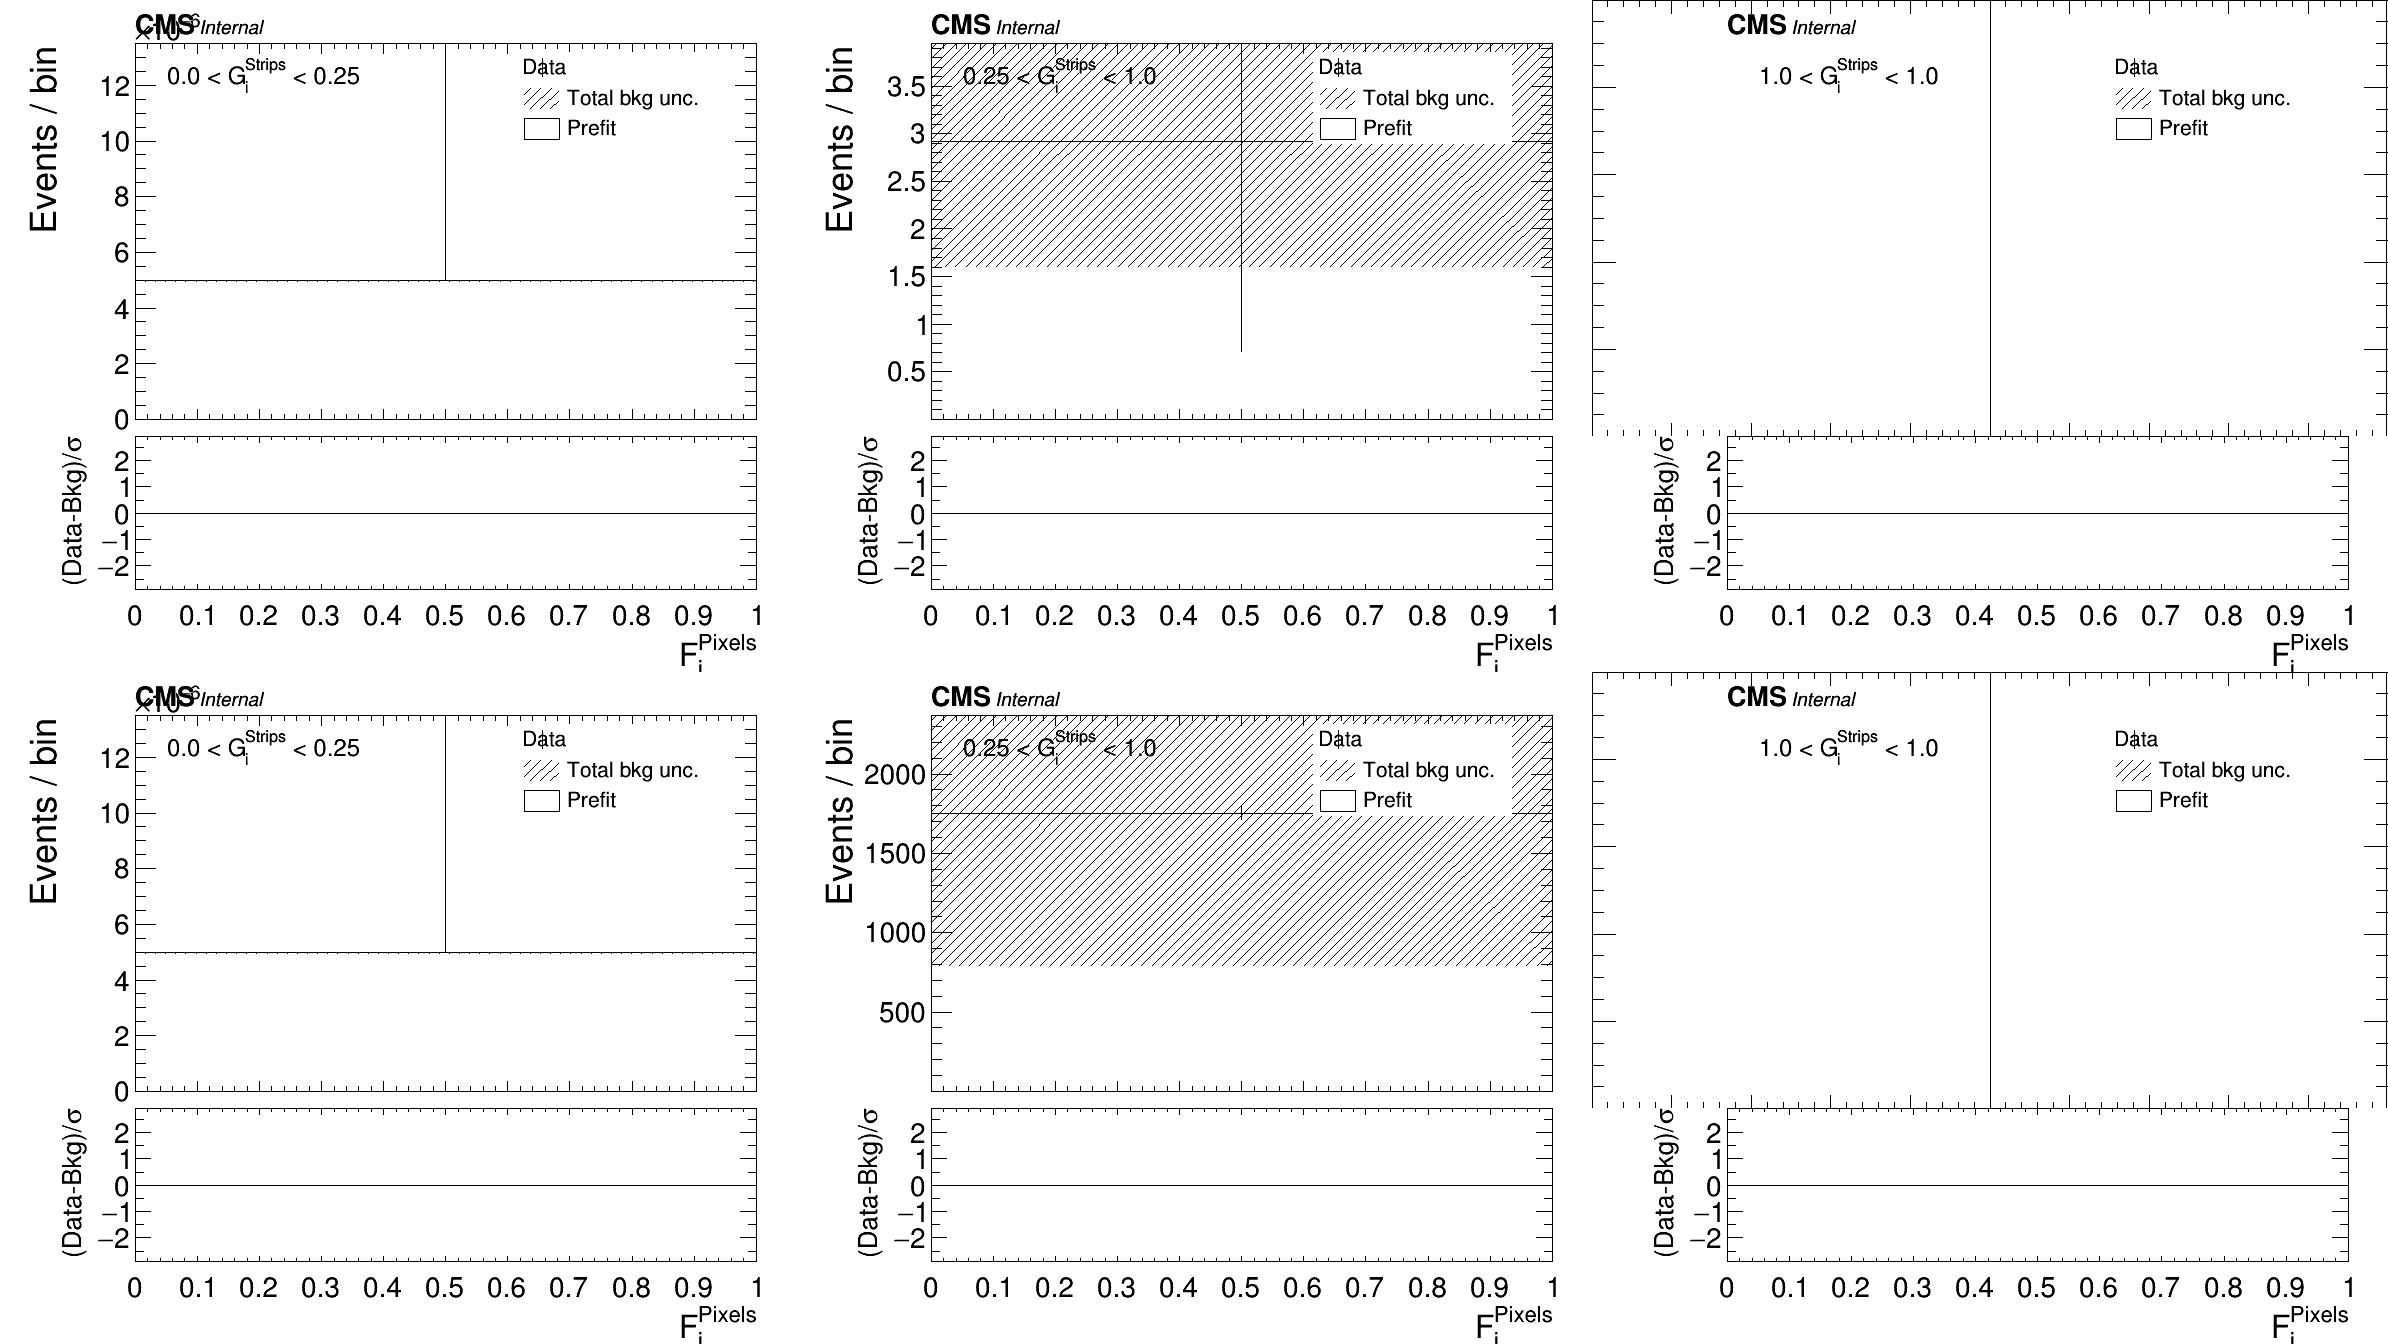 CMS Internal
×10⁻⁶
Events / bin
0.0 < G_i^Strips < 0.25
Data
Total bkg unc.
Prefit
12
10
8
6
4
2
0
(Data-Bkg)/σ
2
1
0
−1
−2
0 0.1 0.2 0.3 0.4 0.5 0.6 0.7 0.8 0.9 1
F_i^Pixels
CMS Internal
Events / bin
0.25 < G_i^Strips < 1.0
Data
Total bkg unc.
Prefit
3.5
3
2.5
2
1.5
1
0.5
(Data-Bkg)/σ
2
1
0
−1
−2
0 0.1 0.2 0.3 0.4 0.5 0.6 0.7 0.8 0.9 1
F_i^Pixels
CMS Internal
1.0 < G_i^Strips < 1.0
Data
Total bkg unc.
Prefit
(Data-Bkg)/σ
2
1
0
−1
−2
0 0.1 0.2 0.3 0.4 0.5 0.6 0.7 0.8 0.9 1
F_i^Pixels
CMS Internal
×10⁻⁶
Events / bin
0.0 < G_i^Strips < 0.25
Data
Total bkg unc.
Prefit
12
10
8
6
4
2
0
(Data-Bkg)/σ
2
1
0
−1
−2
0 0.1 0.2 0.3 0.4 0.5 0.6 0.7 0.8 0.9 1
F_i^Pixels
CMS Internal
Events / bin
0.25 < G_i^Strips < 1.0
Data
Total bkg unc.
Prefit
2000
1500
1000
500
(Data-Bkg)/σ
2
1
0
−1
−2
0 0.1 0.2 0.3 0.4 0.5 0.6 0.7 0.8 0.9 1
F_i^Pixels
CMS Internal
1.0 < G_i^Strips < 1.0
Data
Total bkg unc.
Prefit
(Data-Bkg)/σ
2
1
0
−1
−2
0 0.1 0.2 0.3 0.4 0.5 0.6 0.7 0.8 0.9 1
F_i^Pixels